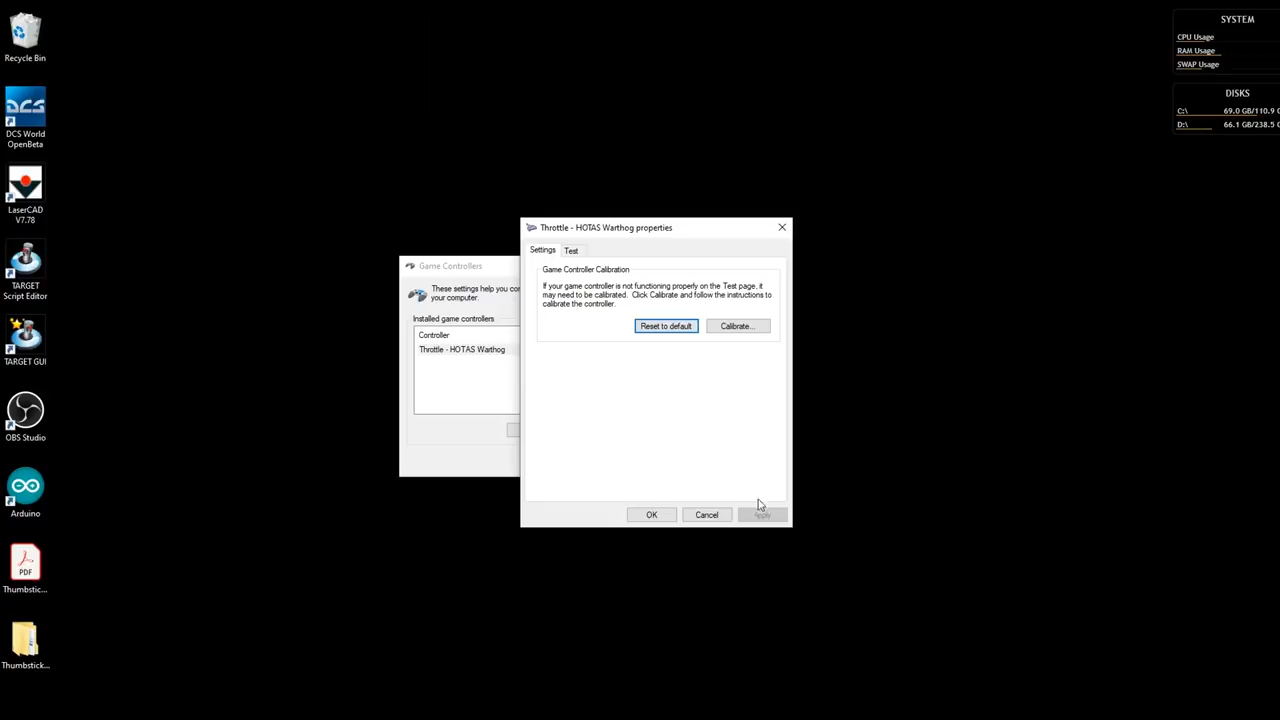 Recycle Bin
DCS World
OpenBeta
LaserCAD
V7.78
TARGET
Script Editor
TARGET GUI
OBS Studio
Arduino
PDF
Thumbstic...
Thumbstick...
Game Controllers
These settings help you con
your computer.
Installed game controllers
Controller
Throttle - HOTAS Warthog
Throttle - HOTAS Warthog properties
Settings
Test
Game Controller Calibration
If your game controller is not functioning properly on the Test page, it
may need to be calibrated. Click Calibrate and follow the instructions to
calibrate the controller.
Reset to default
Calibrate...
OK
Cancel
Apply
SYSTEM
CPU Usage
RAM Usage
SWAP Usage
DISKS
C:\ 69.0 GB/110.9 G
D:\ 66.1 GB/238.5 G